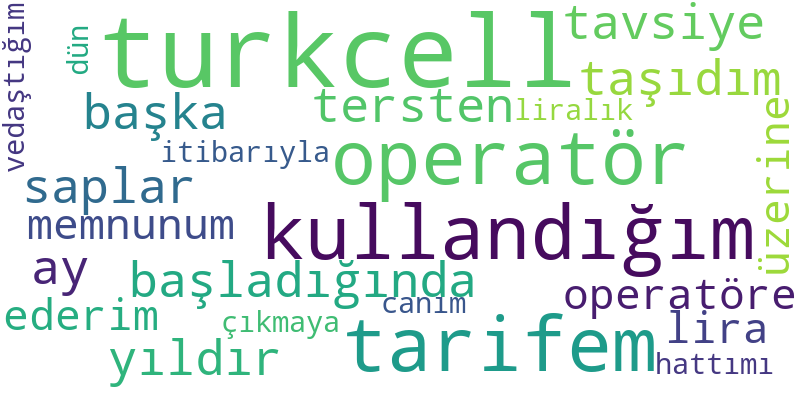 vedaştığım
dün
turkcell
tavsiye
taşıdım
başka
tersten
liralık
itibarıyla
operatör
üzerine
saplar
memnunum
kullandığım
ay
başladığında
operatöre
canım
ederim
çıkmaya
tarifem
lira
yıldır
hattımı